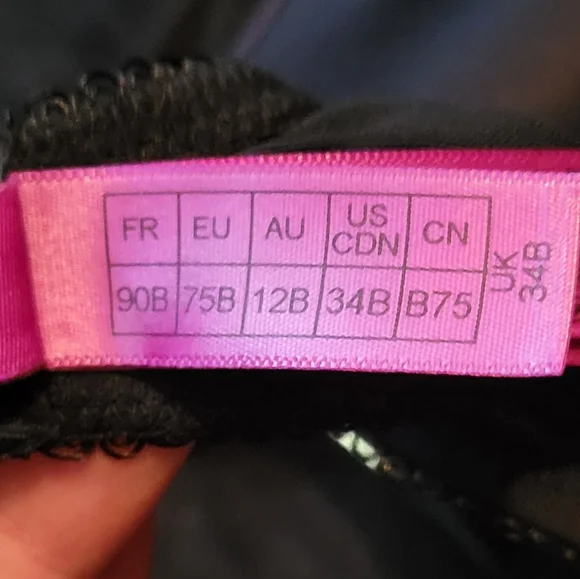 FR EU AU US CDN CN
90B 75B 12B 34B B75
UK
34B